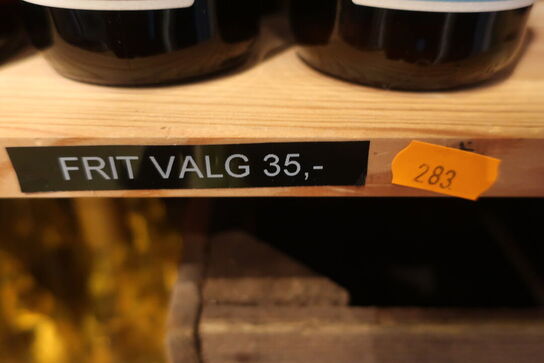 FRIT VALG 35,-
283